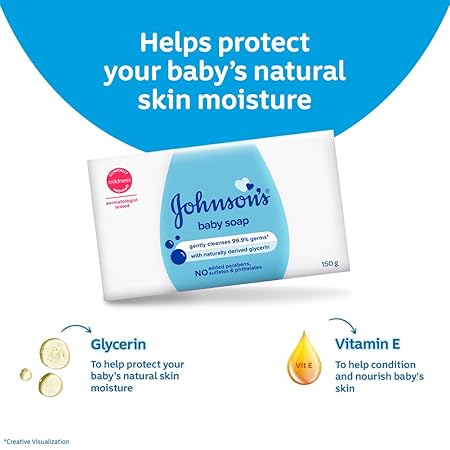 Helps protect
your baby's natural
skin moisture
mildness
dermatologist
tested
Johnson's
baby soap
gently cleanses 99.9% germs*
with naturally derived glycerin
NO added parabens,
sulfates & phthalates
150 g
Glycerin
To help protect your
baby's natural skin
moisture
Vit E
Vitamin E
To help condition
and nourish baby's
skin
*Creative Visualization